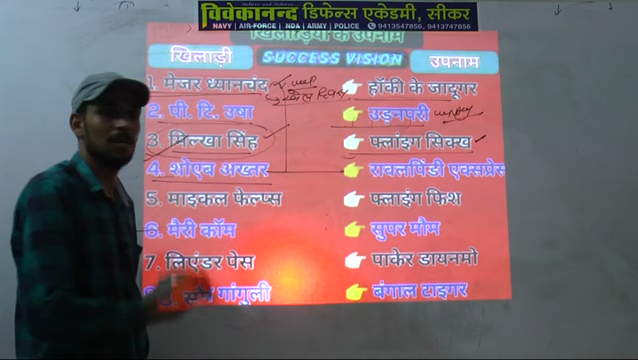 विवेकानन्द डिफेन्स एकेडमी, सीकर
NAVY | AIR-FORCE | NDA | ARMY | POLICE 9413547856, 9413747856
खिलाड़ियों के उपनाम
खिलाड़ी SUCCESS VISION उपनाम
1. मेजर ध्यानचंद हॉकी के जादूगर
2. पी. टि. उषा उड़नपरी
3. मिल्खा सिंह फ्लांइग सिक्ख
4. शोएब अख्तर रावलपिंडी एक्सप्रेस
5. माइकल फेल्प्स फ्लाइंग फिश
6. मैरी कॉम सुपर मौम
7. लिएंडर पेस पाकेर डायनमो
गांगुली बंगाल टाइगर